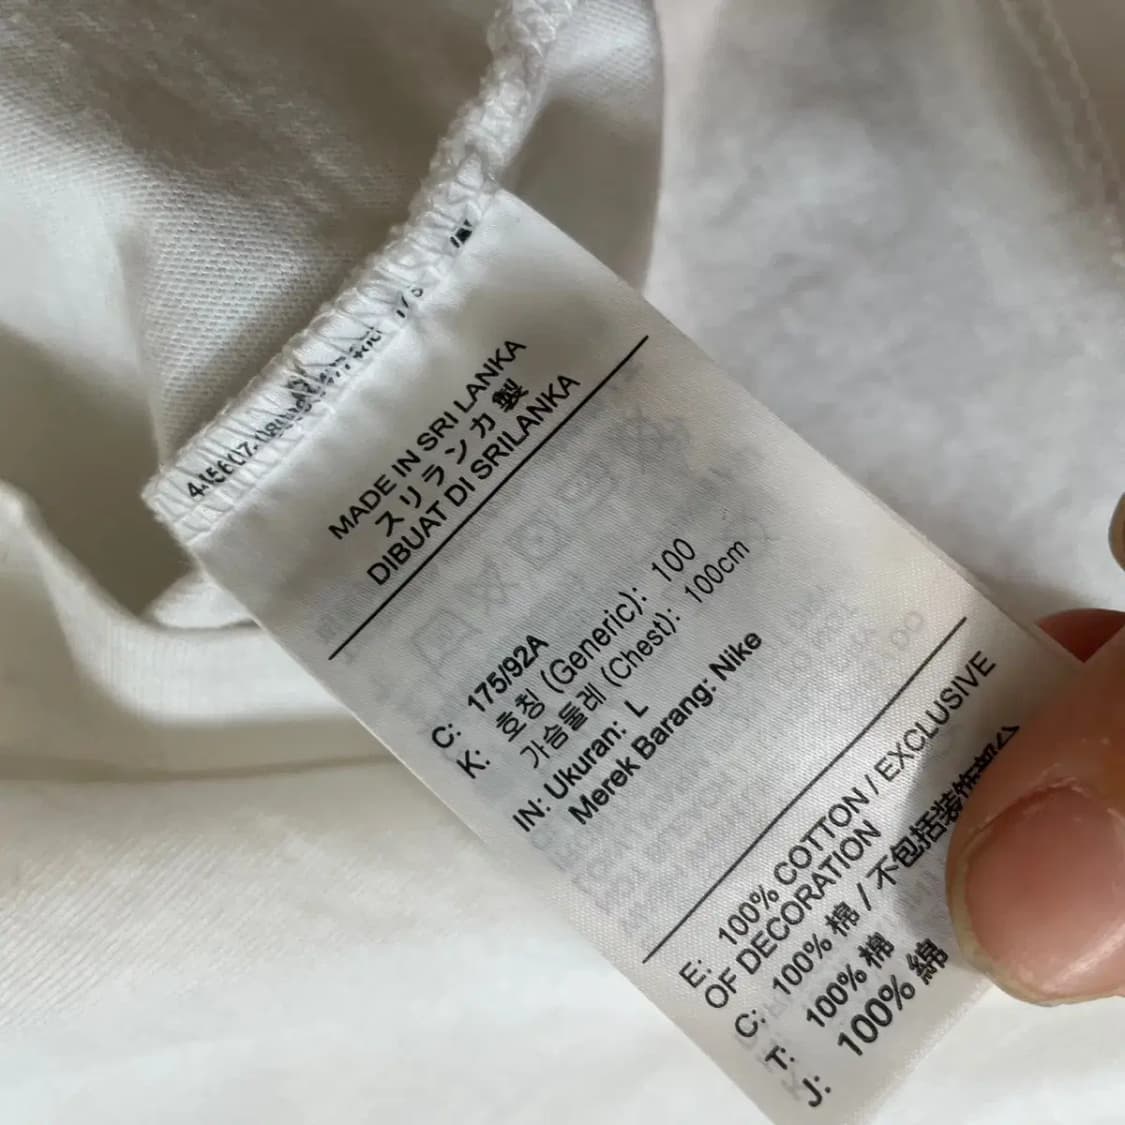 MADE IN SRI LANKA
スリランカ製
DIBUAT DI SRILANKA
C: 175/92A
K: 호칭 (Generic): 100
가슴둘레 (Chest): 100cm
IN: Ukuran: L
Merek Barang: Nike
E: 100% COTTON / EXCLUSIVE
OF DECORATION
C: 100% 棉 / 不包括装饰部分
T: 100% 棉
J: 100% 綿